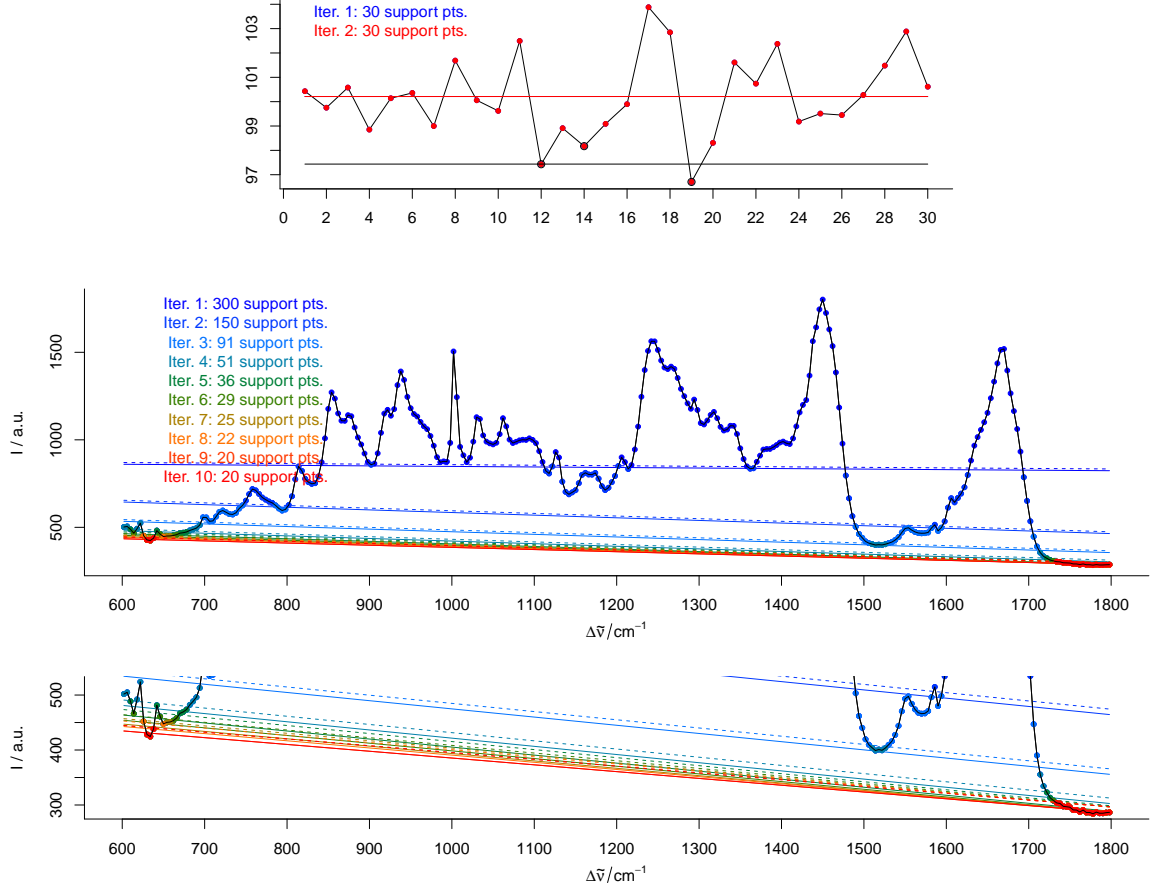 Iter. 1: 30 support pts.
Iter. 2: 30 support pts.
103
101
99
97
0 2 4 6 8 10 12 14 16 18 20 22 24 26 28 30
Iter. 1: 300 support pts.
Iter. 2: 150 support pts.
Iter. 3: 91 support pts.
Iter. 4: 51 support pts.
Iter. 5: 36 support pts.
Iter. 6: 29 support pts.
Iter. 7: 25 support pts.
Iter. 8: 22 support pts.
Iter. 9: 20 support pts.
Iter. 10: 20 support pts.
I / a.u.
1500
1000
500
600 700 800 900 1000 1100 1200 1300 1400 1500 1600 1700 1800
Δν̃/cm⁻¹
I / a.u.
500
400
300
600 700 800 900 1000 1100 1200 1300 1400 1500 1600 1700 1800
Δν̃/cm⁻¹